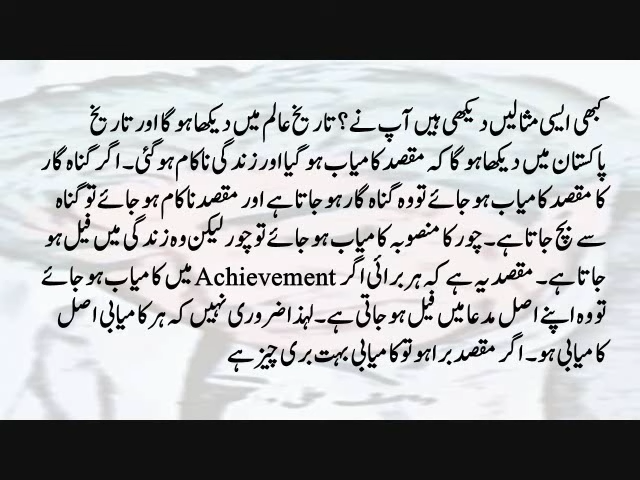 کبھی ایسی مثالیں دیکھی ہیں آپ نے؟ تاریخ عالم میں دیکھا ہو گا اور تاریخ
پاکستان میں دیکھا ہو گا کہ مقصد کامیاب ہو گیا اور زندگی ناکام ہو گئی۔ اگر گناہ گار
کا مقصد کامیاب ہو جائے تو وہ گناہ گار ہو جاتا ہے اور مقصد ناکام ہو جائے تو گناہ
سے بچ جاتا ہے۔ چور کا منصوبہ کامیاب ہو جائے تو چور لیکن وہ زندگی میں فیل ہو
جاتا ہے۔ مقصد یہ ہے کہ ہر برائی اگر Achievement میں کامیاب ہو جائے
تو وہ اپنے اصل مدعا میں فیل ہو جاتی ہے۔ لہذا ضروری نہیں کہ ہر کامیابی اصل
کامیابی ہو۔ اگر مقصد برا ہو تو کامیابی بہت بری چیز ہے